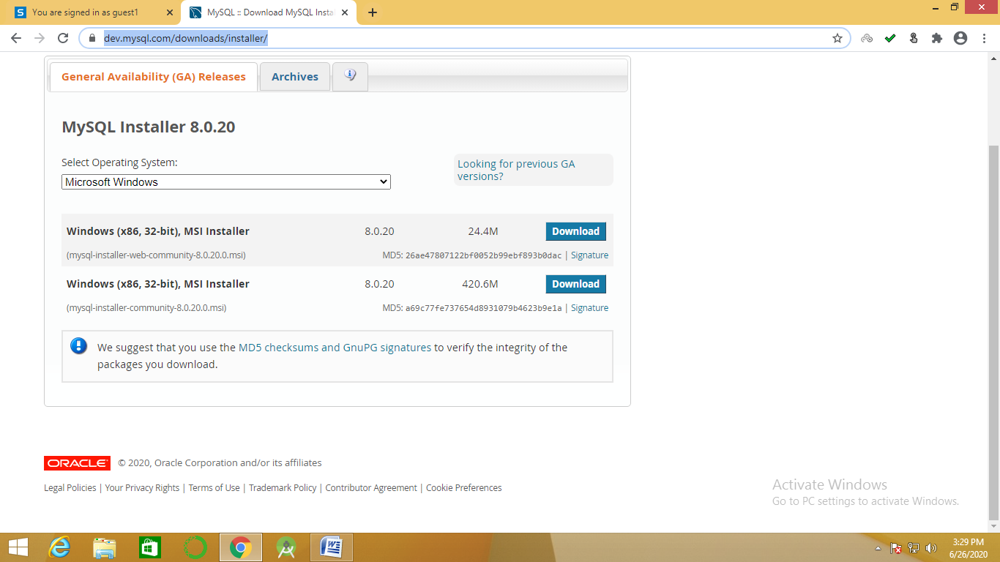 You are signed in as guest1
MySQL :: Download MySQL Insta
dev.mysql.com/downloads/installer/
General Availability (GA) Releases
Archives
MySQL Installer 8.0.20
Select Operating System:
Looking for previous GA
versions?
Microsoft Windows
Windows (x86, 32-bit), MSI Installer 8.0.20 24.4M Download
(mysql-installer-web-community-8.0.20.0.msi) MD5: 26ae47807122bf0052b99ebf893b0dac | Signature
Windows (x86, 32-bit), MSI Installer 8.0.20 420.6M Download
(mysql-installer-community-8.0.20.0.msi) MD5: a69c77fe737654d8931079b4623b9e1a | Signature
We suggest that you use the MD5 checksums and GnuPG signatures to verify the integrity of the
packages you download.
ORACLE © 2020, Oracle Corporation and/or its affiliates
Legal Policies | Your Privacy Rights | Terms of Use | Trademark Policy | Contributor Agreement | Cookie Preferences
Activate Windows
Go to PC settings to activate Windows.
3:29 PM
6/26/2020